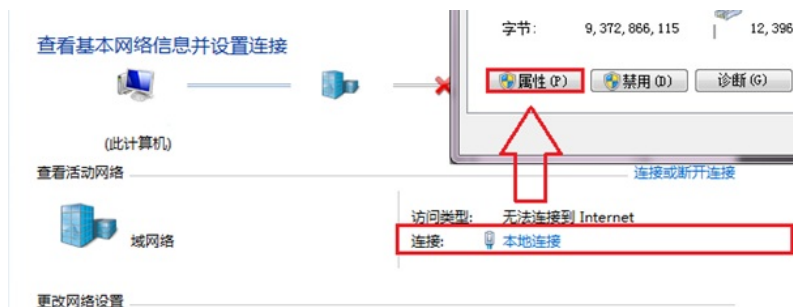 字节: 9,372,866,115 12,396
查看基本网络信息并设置连接
属性(P) 禁用(D) 诊断(G)
(此计算机)
查看活动网络 连接或断开连接
访问类型: 无法连接到 Internet
域网络
连接: 本地连接
更改网络设置